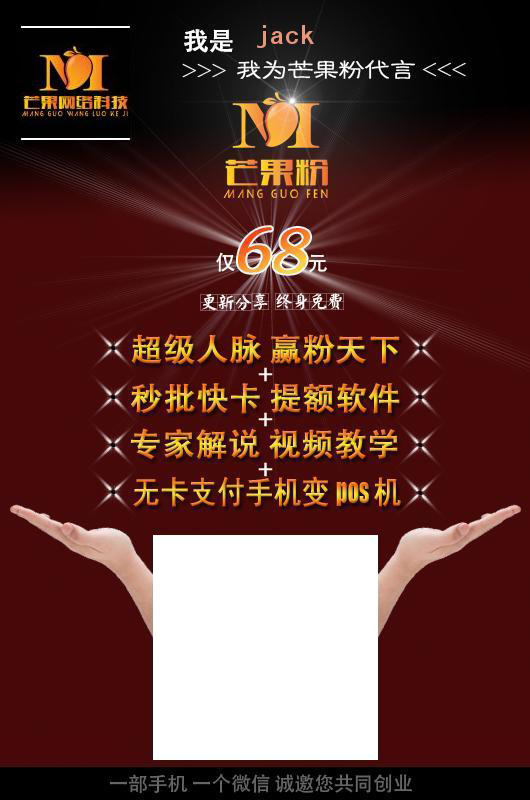 我是 jack
>>> 我为芒果粉代言 <<<
芒果网络科技
MANG GUO WANG LUO KE JI
芒果粉
MANG GUO FEN
仅68元
更新分享 终身免费
超级人脉 赢粉天下
+
秒批快卡 提额软件
+
专家解说 视频教学
+
无卡支付手机变pos机
一部手机 一个微信 诚邀您共同创业